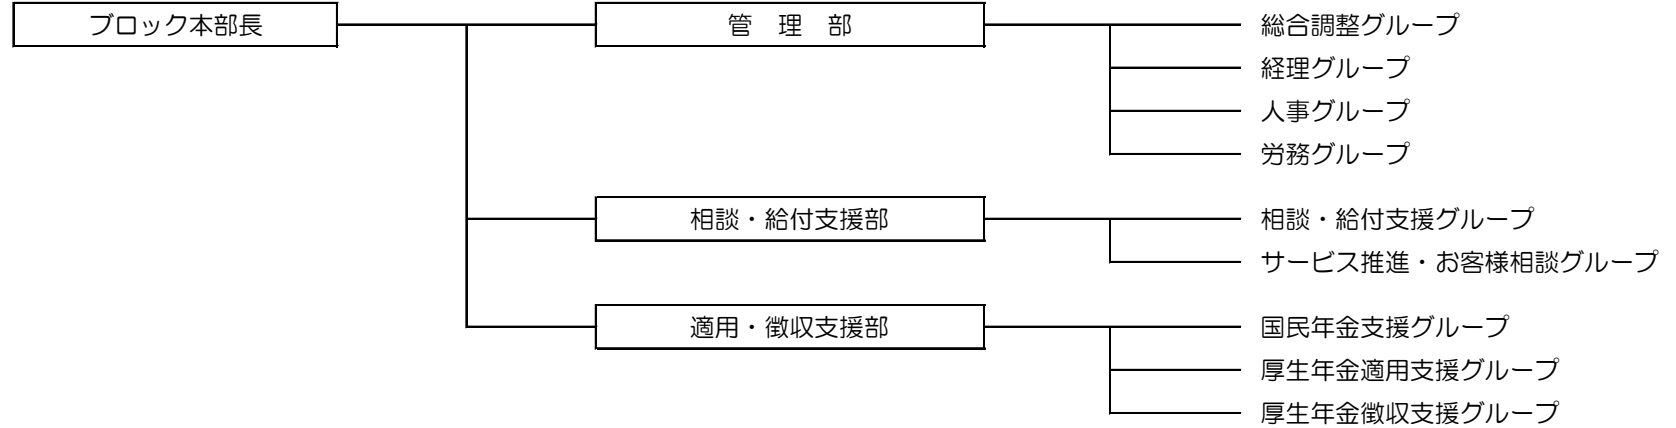 ブロック本部長
管　理　部
総合調整グループ
経理グループ
人事グループ
労務グループ
相談・給付支援部
相談・給付支援グループ
サービス推進・お客様相談グループ
適用・徴収支援部
国民年金支援グループ
厚生年金適用支援グループ
厚生年金徴収支援グループ